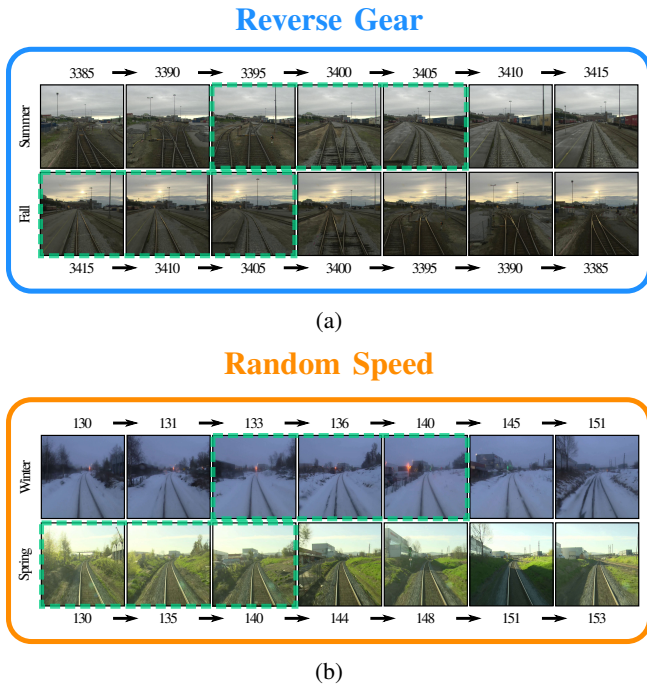 Reverse Gear
3385 3390 3395 3400 3405 3410 3415
Summer
Fall
3415 3410 3405 3400 3395 3390 3385
(a)
Random Speed
130 131 133 136 140 145 151
Winter
Spring
130 135 140 144 148 151 153
(b)